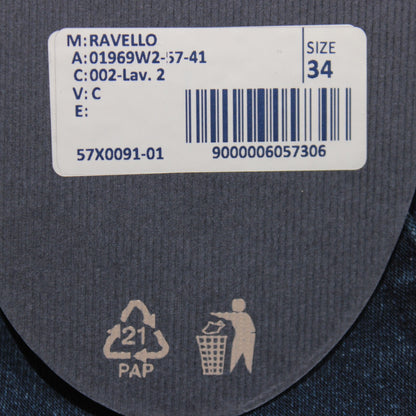 M: RAVELLO
A: 01969W2-57-41
C: 002-Lav. 2
V: C
E:
SIZE
34
57X0091-01
9000006057306
21
PAP